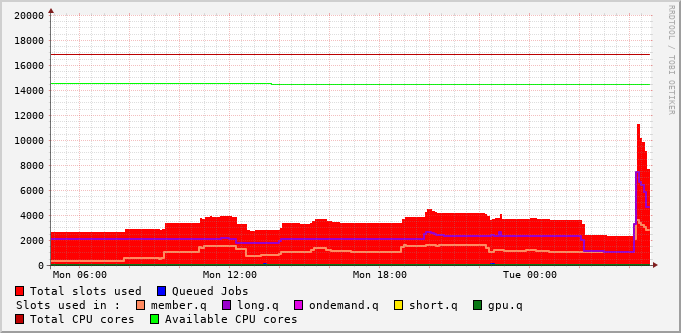 20000
18000
16000
14000
12000
10000
8000
6000
4000
2000
0
Mon 06:00 Mon 12:00 Mon 18:00 Tue 00:00
RRDTOOL / TOBI OETIKER
Total slots used Queued Jobs
Slots used in : member.q long.q ondemand.q short.q gpu.q
Total CPU cores Available CPU cores